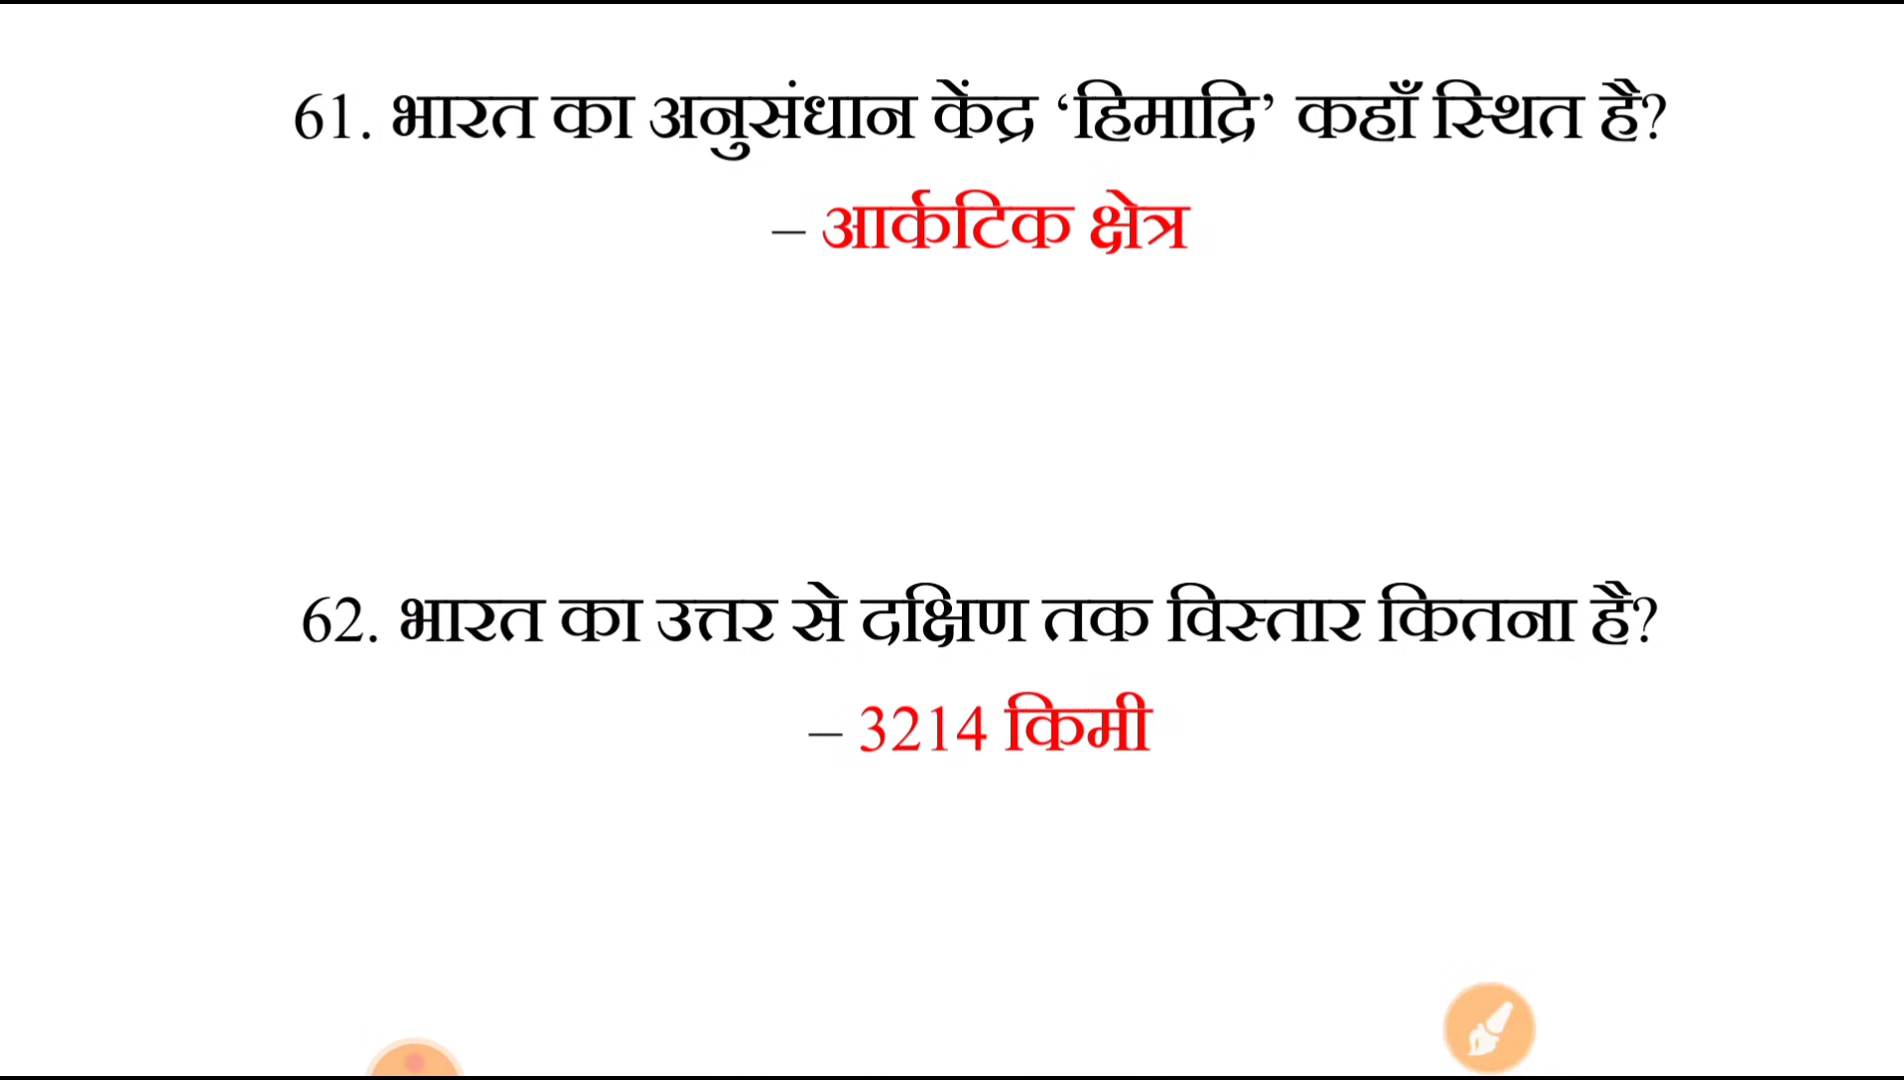 61. भारत का अनुसंधान केंद्र ‘हिमाद्रि’ कहाँ स्थित है?
– आर्कटिक क्षेत्र
62. भारत का उत्तर से दक्षिण तक विस्तार कितना है?
– 3214 किमी